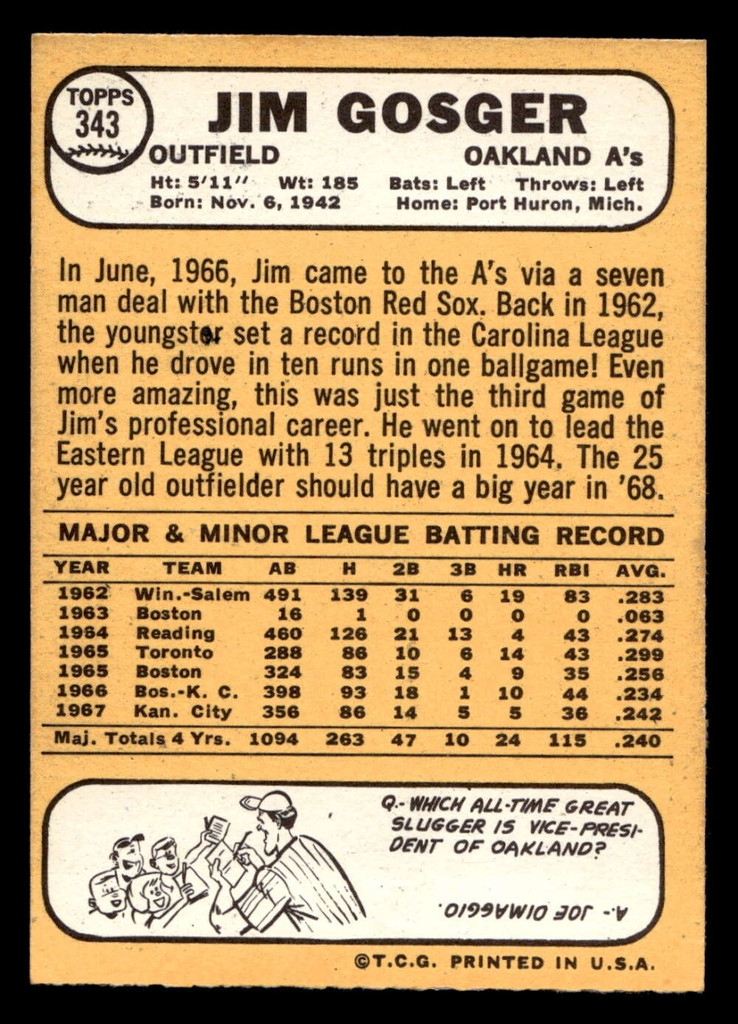 TOPPS
343
JIM GOSGER
OUTFIELD OAKLAND A's
Ht: 5'11" Wt: 185 Bats: Left Throws: Left
Born: Nov. 6, 1942 Home: Port Huron, Mich.
In June, 1966, Jim came to the A's via a seven
man deal with the Boston Red Sox. Back in 1962,
the youngster set a record in the Carolina League
when he drove in ten runs in one ballgame! Even
more amazing, this was just the third game of
Jim's professional career. He went on to lead the
Eastern League with 13 triples in 1964. The 25
year old outfielder should have a big year in '68.
MAJOR & MINOR LEAGUE BATTING RECORD
YEAR TEAM AB H 2B 3B HR RBI AVG.
1962 Win.-Salem 491 139 31 6 19 83 .283
1963 Boston 16 1 0 0 0 0 .063
1964 Reading 460 126 21 13 4 43 .274
1965 Toronto 288 86 10 6 14 43 .299
1965 Boston 324 83 15 4 9 35 .256
1966 Bos.-K. C. 398 93 18 1 10 44 .234
1967 Kan. City 356 86 14 5 5 36 .242
Maj. Totals 4 Yrs. 1094 263 47 10 24 115 .240
Q.- WHICH ALL-TIME GREAT
SLUGGER IS VICE-PRESI-
DENT OF OAKLAND?
A.- JOE DIMAGGIO.
©T.C.G. PRINTED IN U.S.A.